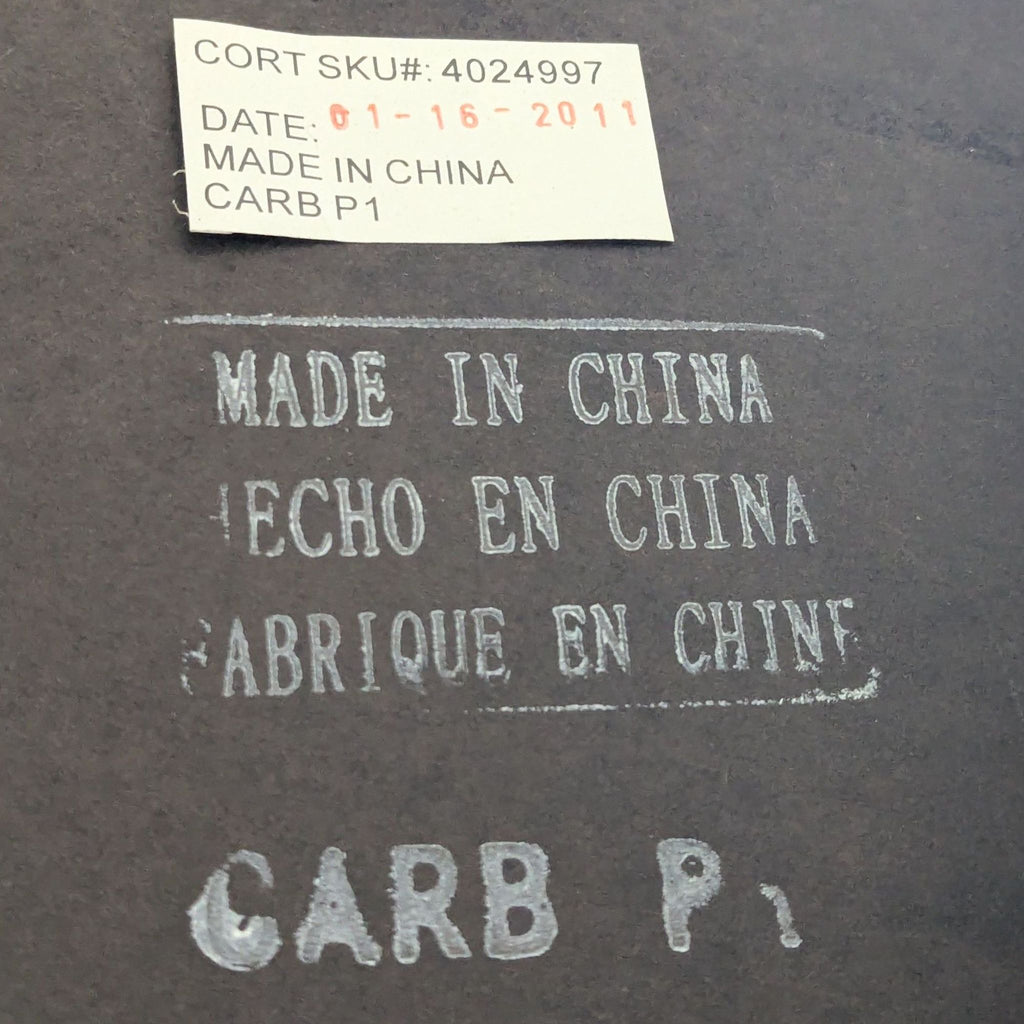 CORT SKU#: 4024997
DATE: 01-16-2011
MADE IN CHINA
CARB P1
MADE IN CHINA
HECHO EN CHINA
FABRIQUE EN CHINE
CARB P1